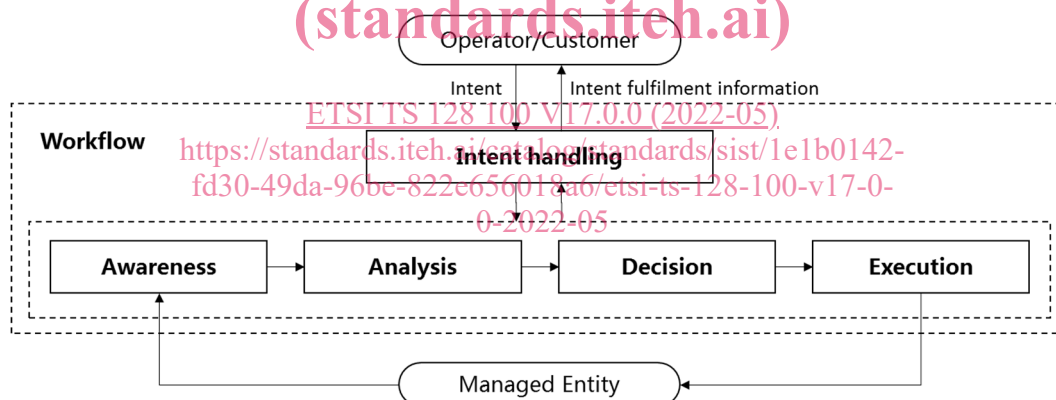 (standards.iteh.ai)
Operator/Customer
Intent
Intent fulfilment information
ETSI TS 128 100 V17.0.0 (2022-05)
Workflow
https://standards.iteh.ai/catalog/standards/sist/1e1b0142-
Intent handling
fd30-49da-96be-822e656018a6/etsi-ts-128-100-v17-0-
0-2022-05
Awareness
Analysis
Decision
Execution
Managed Entity